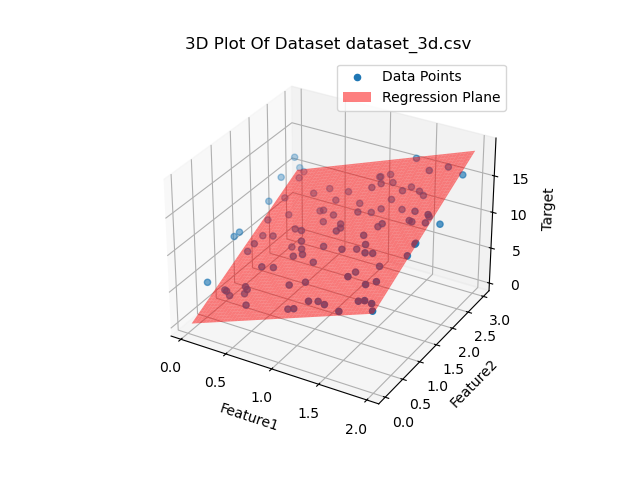 3D Plot Of Dataset dataset_3d.csv
Data Points
Regression Plane
15
10
5
0
Target
0.0
0.5
1.0
1.5
2.0
Feature1
0.0
0.5
1.0
1.5
2.0
2.5
3.0
Feature2